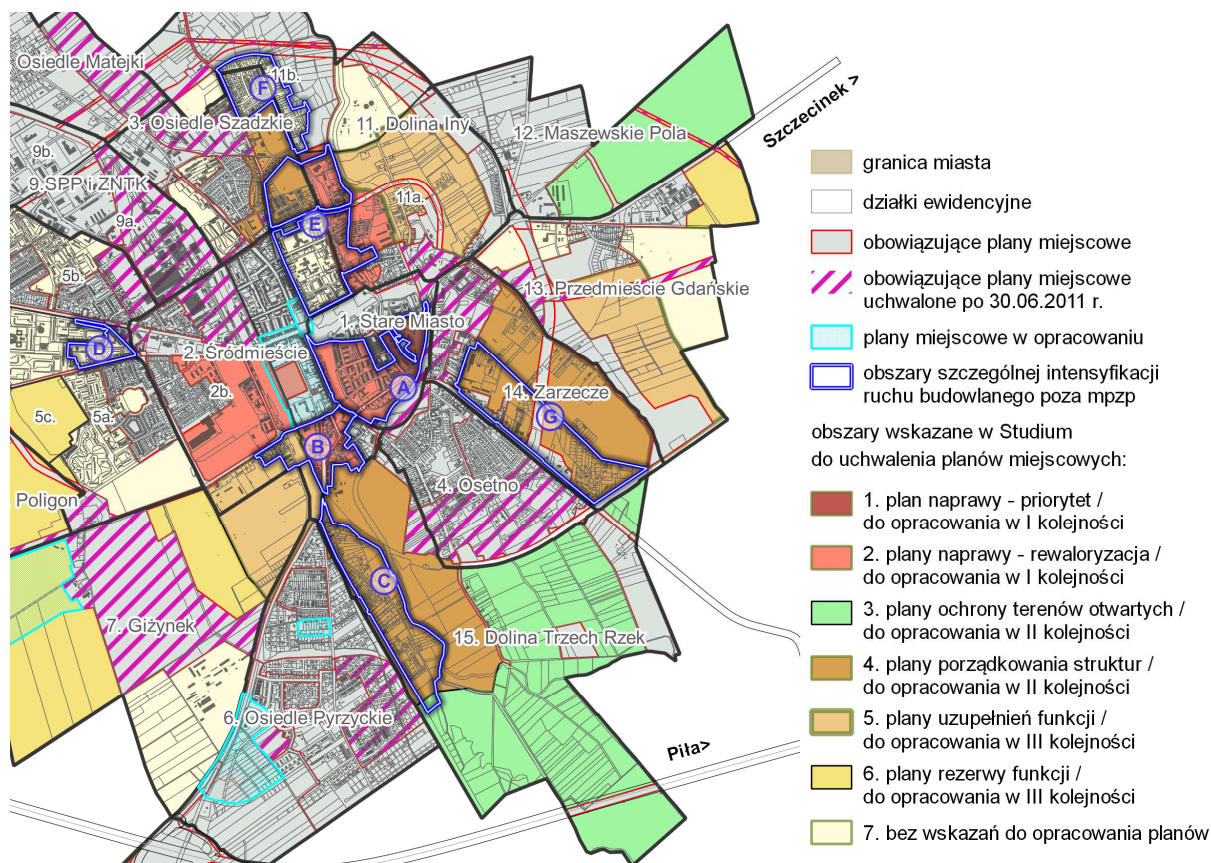 Osiedle Matejki
11b.
F
3. Osiedle Szadzkie
11. Dolina Iny
12. Maszewskie Pola
Szczecinek >
9b.
9.SPP i ZNTK
9a.
11a.
E
5b.
13. Przedmieście Gdańskie
1. Stare Miasto
D
2. Śródmieście
2b.
A
14. Zarzecze
G
5c.
5a.
B
4. Osetno
Poligon
C
7. Giżynek
15. Dolina Trzech Rzek
6. Osiedle Pyrzyckie
Piła>
granica miasta
działki ewidencyjne
obowiązujące plany miejscowe
obowiązujące plany miejscowe
uchwalone po 30.06.2011 r.
plany miejscowe w opracowaniu
obszary szczególnej intensyfikacji
ruchu budowlanego poza mpzp
obszary wskazane w Studium
do uchwalenia planów miejscowych:
1. plan naprawy - priorytet /
do opracowania w I kolejności
2. plany naprawy - rewaloryzacja /
do opracowania w I kolejności
3. plany ochrony terenów otwartych /
do opracowania w II kolejności
4. plany porządkowania struktur /
do opracowania w II kolejności
5. plany uzupełnień funkcji /
do opracowania w III kolejności
6. plany rezerwy funkcji /
do opracowania w III kolejności
7. bez wskazań do opracowania planów